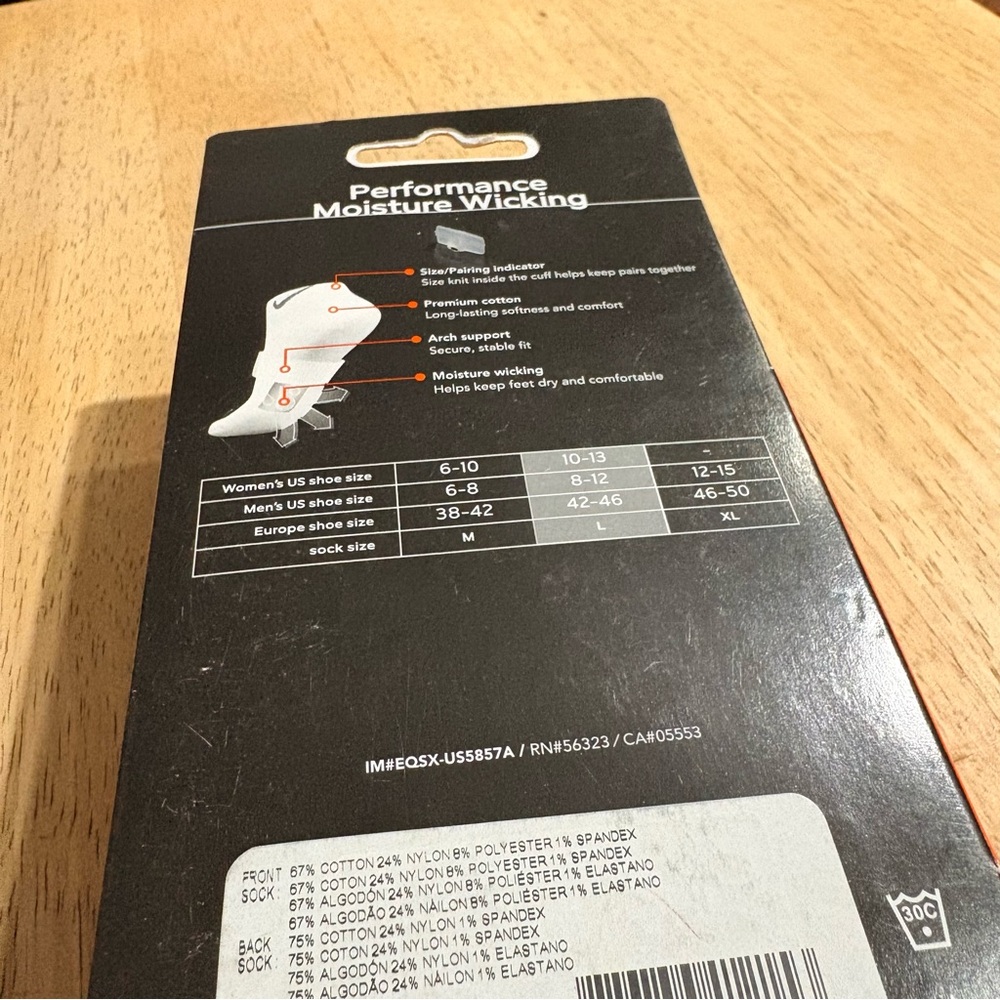 Performance
Moisture Wicking
Size/Pairing Indicator
Size knit inside the cuff helps keep pairs together
Premium cotton
Long-lasting softness and comfort
Arch support
Secure, stable fit
Moisture wicking
Helps keep feet dry and comfortable
Women's US shoe size 6-10 10-13 -
Men's US shoe size 6-8 8-12 12-15
Europe shoe size 38-42 42-46 46-50
sock size M L XL
IM#EQSX-US5857A / RN#56323 / CA#05553
FRONT 67% COTTON 24% NYLON 8% POLYESTER 1% SPANDEX
SOCK: 67% COTON 24% NYLON 8% POLYESTER 1% SPANDEX
67% ALGODÓN 24% NYLON 8% POLIÉSTER 1% ELASTANO
67% ALGODÃO 24% NÁILON 8% POLIÉSTER 1% ELASTANO
BACK 75% COTTON 24% NYLON 1% SPANDEX
SOCK: 75% COTON 24% NYLON 1% SPANDEX
75% ALGODÓN 24% NYLON 1% ELASTANO
75% ALGODÃO 24% NÁILON 1% ELASTANO
30C